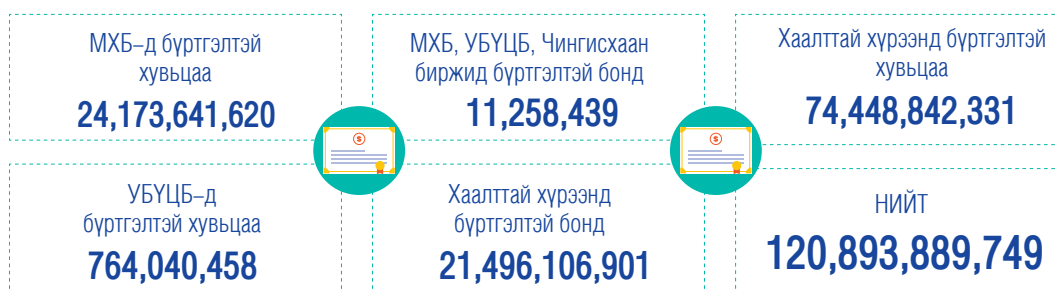 МХБ–д бүртгэлтэй
хувьцаа
24,173,641,620
МХБ, УБҮЦБ, Чингисхаан
биржид бүртгэлтэй бонд
11,258,439
Хаалттай хүрээнд бүртгэлтэй
хувьцаа
74,448,842,331
УБҮЦБ–д
бүртгэлтэй хувьцаа
764,040,458
Хаалттай хүрээнд
бүртгэлтэй бонд
21,496,106,901
НИЙТ
120,893,889,749